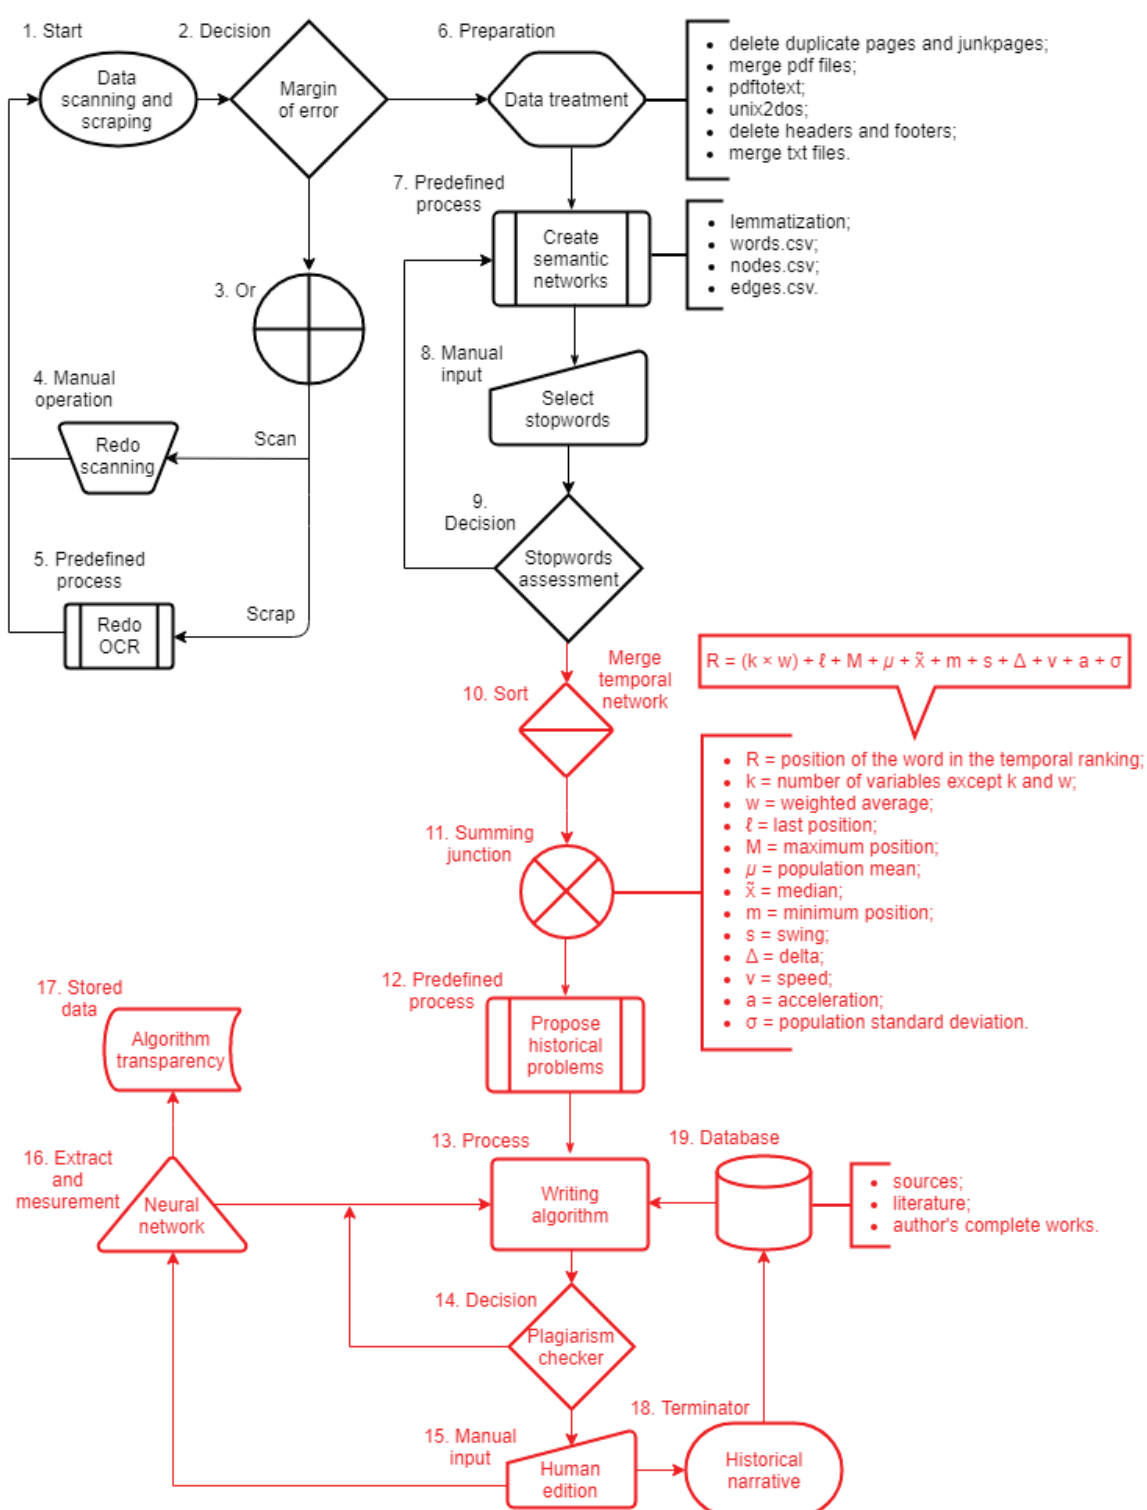 1. Start
Data
scanning and
scraping
2. Decision
Margin
of error
6. Preparation
Data treatment
• delete duplicate pages and junkpages;
• merge pdf files;
• pdftotext;
• unix2dos;
• delete headers and footers;
• merge txt files.
7. Predefined
process
Create
semantic
networks
• lemmatization;
• words.csv;
• nodes.csv;
• edges.csv.
3. Or
8. Manual
input
Select
stopwords
4. Manual
operation
Redo
scanning
Scan
9.
Decision
Stopwords
assessment
5. Predefined
process
Redo
OCR
Scrap
Merge
temporal
network
10. Sort
R = (k × w) + ℓ + M + μ + x̃ + m + s + Δ + v + a + σ
• R = position of the word in the temporal ranking;
• k = number of variables except k and w;
• w = weighted average;
• ℓ = last position;
• M = maximum position;
• μ = population mean;
• x̃ = median;
• m = minimum position;
• s = swing;
• Δ = delta;
• v = speed;
• a = acceleration;
• σ = population standard deviation.
11. Summing
junction
12. Predefined
process
Propose
historical
problems
17. Stored
data
Algorithm
transparency
13. Process
Writing
algorithm
19. Database
• sources;
• literature;
• author's complete works.
16. Extract
and
mesurement
Neural
network
14. Decision
Plagiarism
checker
15. Manual
input
Human
edition
18. Terminator
Historical
narrative